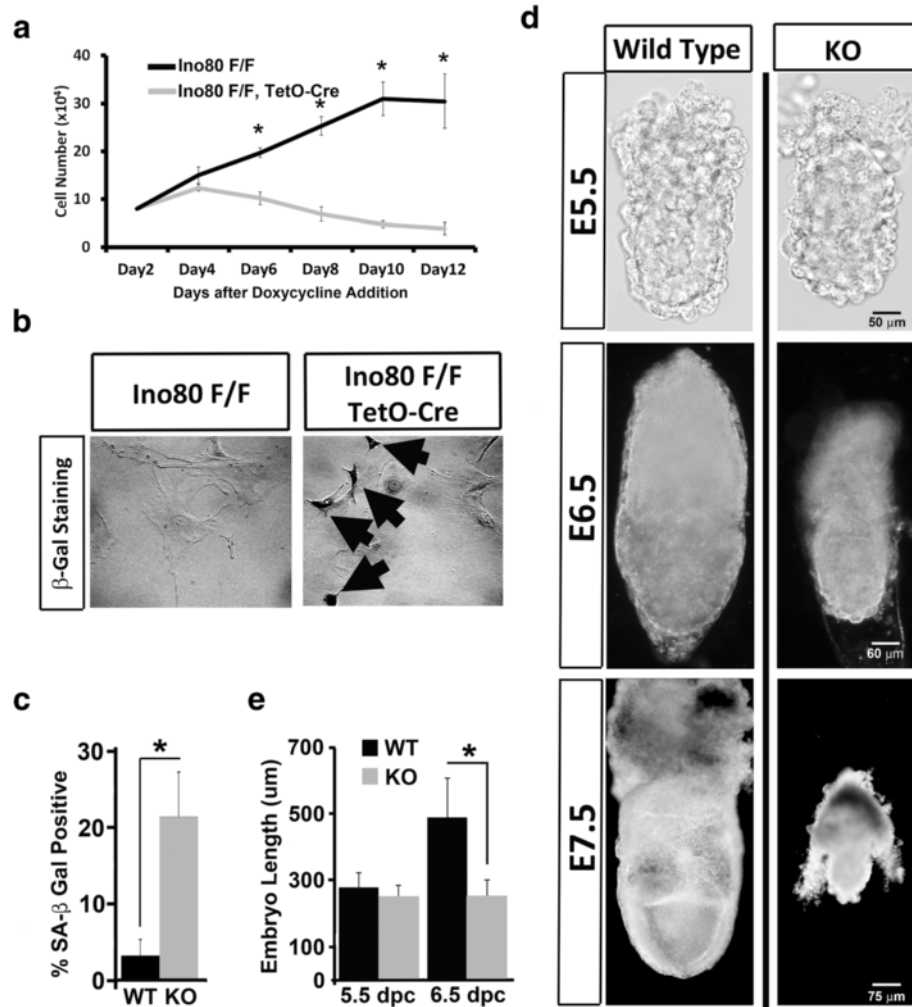 a
Cell Number (x10⁴)
40
30
20
10
0
Ino80 F/F
Ino80 F/F, TetO-Cre
*
*
*
*
Day2 Day4 Day6 Day8 Day10 Day12
Days after Doxycycline Addition
b
Ino80 F/F
Ino80 F/F
TetO-Cre
β-Gal Staining
c
% SA-β Gal Positive
30
20
10
0
*
WT KO
e
Embryo Length (um)
700
500
300
100
0
WT
KO
*
5.5 dpc 6.5 dpc
d
Wild Type
KO
E5.5
50 μm
E6.5
60 μm
E7.5
75 μm